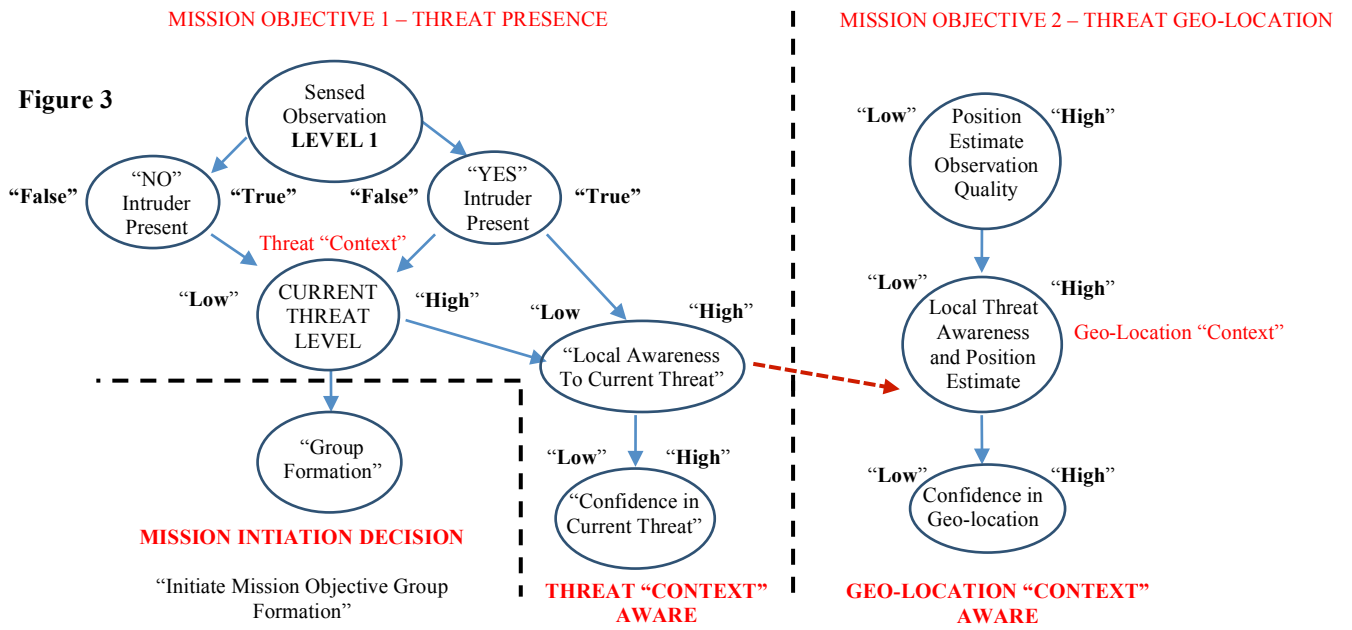 MISSION OBJECTIVE 1 – THREAT PRESENCE
MISSION OBJECTIVE 2 – THREAT GEO-LOCATION
Figure 3
Sensed
Observation
LEVEL 1
“False”
“NO”
Intruder
Present
“True”
“False”
“YES”
Intruder
Present
“True”
Threat “Context”
“Low”
CURRENT
THREAT
LEVEL
“High”
“Low
“High”
“Local Awareness
To Current Threat”
“Group
Formation”
MISSION INTIATION DECISION
“Initiate Mission Objective Group
Formation”
“Low”
“High”
“Confidence in
Current Threat”
THREAT “CONTEXT”
AWARE
“Low”
“High”
Position
Estimate
Observation
Quality
“Low”
“High”
Local Threat
Awareness
and Position
Estimate
Geo-Location “Context”
“Low”
“High”
Confidence in
Geo-location
GEO-LOCATION “CONTEXT”
AWARE